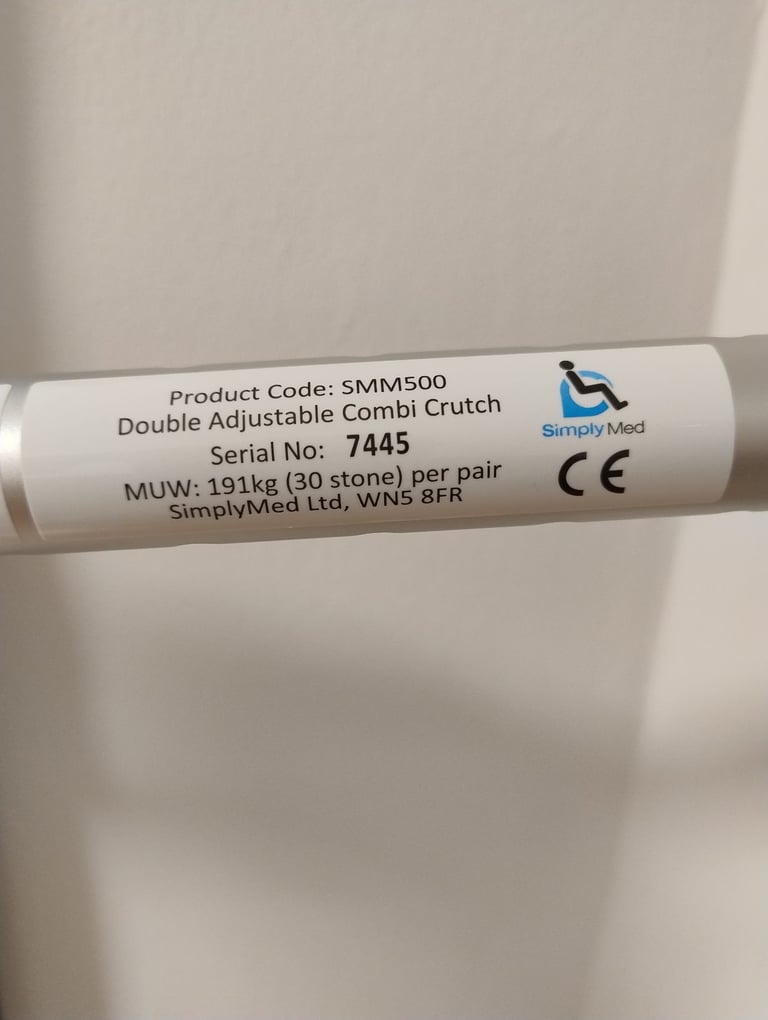 Product Code: SMM500
Double Adjustable Combi Crutch
Serial No: 7445
MUW: 191kg (30 stone) per pair
SimplyMed Ltd, WN5 8FR
Simply Med
CE